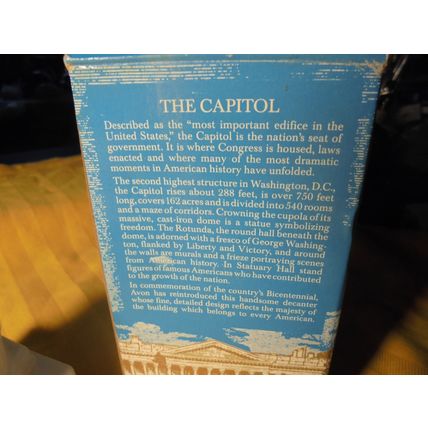 THE CAPITOL
Described as the “most important edifice in the
United States,” the Capitol is the nation’s seat of
government. It is where Congress is housed, laws
enacted and where many of the most dramatic
moments in American history have unfolded.
The second highest structure in Washington, D.C.,
the Capitol rises about 288 feet, is over 750 feet
long, covers 162 acres and is divided into 540 rooms
and a maze of corridors. Crowning the cupola of its
massive, cast-iron dome is a statue symbolizing
freedom. The Rotunda, the round hall beneath the
dome, is adorned with a fresco of George Washing-
ton, flanked by Liberty and Victory, and around
the walls are murals and a frieze portraying scenes
from American history. In Statuary Hall stand
figures of famous Americans who have contributed
to the growth of the nation.
In commemoration of the country’s Bicentennial,
Avon has reintroduced this handsome decanter
whose fine, detailed design reflects the majesty of
the building which belongs to every American.